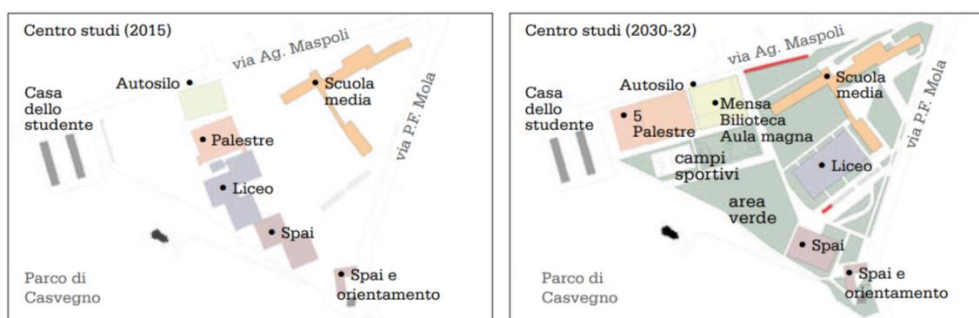 Centro studi (2015)
via Ag. Maspoli
Autosilo
Scuola
media
Casa
dello
studente
via P.F. Mola
Palestre
Liceo
Spai
Spai e
orientamento
Parco di
Casvegno
Centro studi (2030-32)
via Ag. Maspoli
Autosilo
Scuola
media
Casa
dello
studente
via P.F. Mola
5
Palestre
Mensa
Bilioteca
Aula magna
campi
sportivi
Liceo
area
verde
Spai
Spai e
orientamento
Parco di
Casvegno